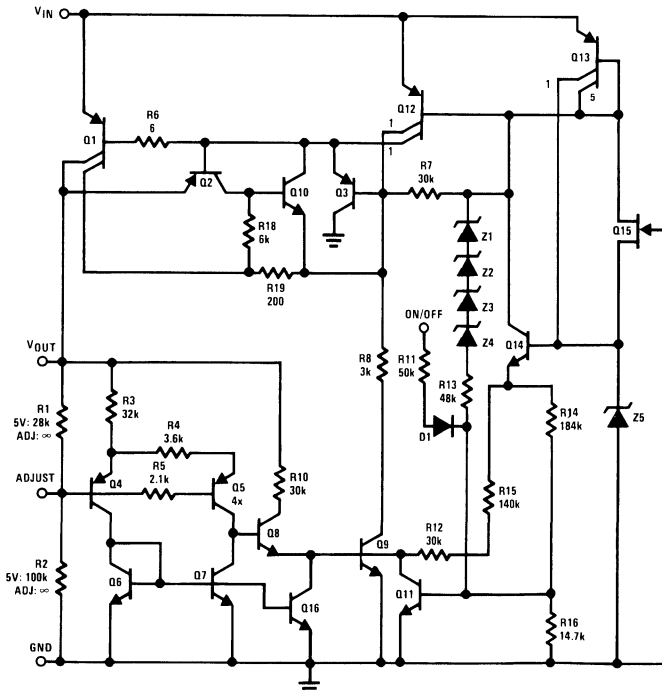 VIN
Q13
1
5
Q12
1
1
Q1
R6
6
Q2
Q10
Q3
R7
30k
Q15
R18
6k
Z1
Z2
Z3
Z4
R19
200
ON/OFF
Q14
VOUT
R8
3k
R11
50k
R13
48k
R1
5V: 28k
ADJ: ∞
R3
32k
R4
3.6k
D1
R14
184k
Z5
ADJUST
R5
2.1k
Q4
Q5
4x
R10
30k
R15
140k
Q8
Q9
R12
30k
R2
5V: 100k
ADJ: ∞
Q6
Q7
Q16
Q11
R16
14.7k
GND